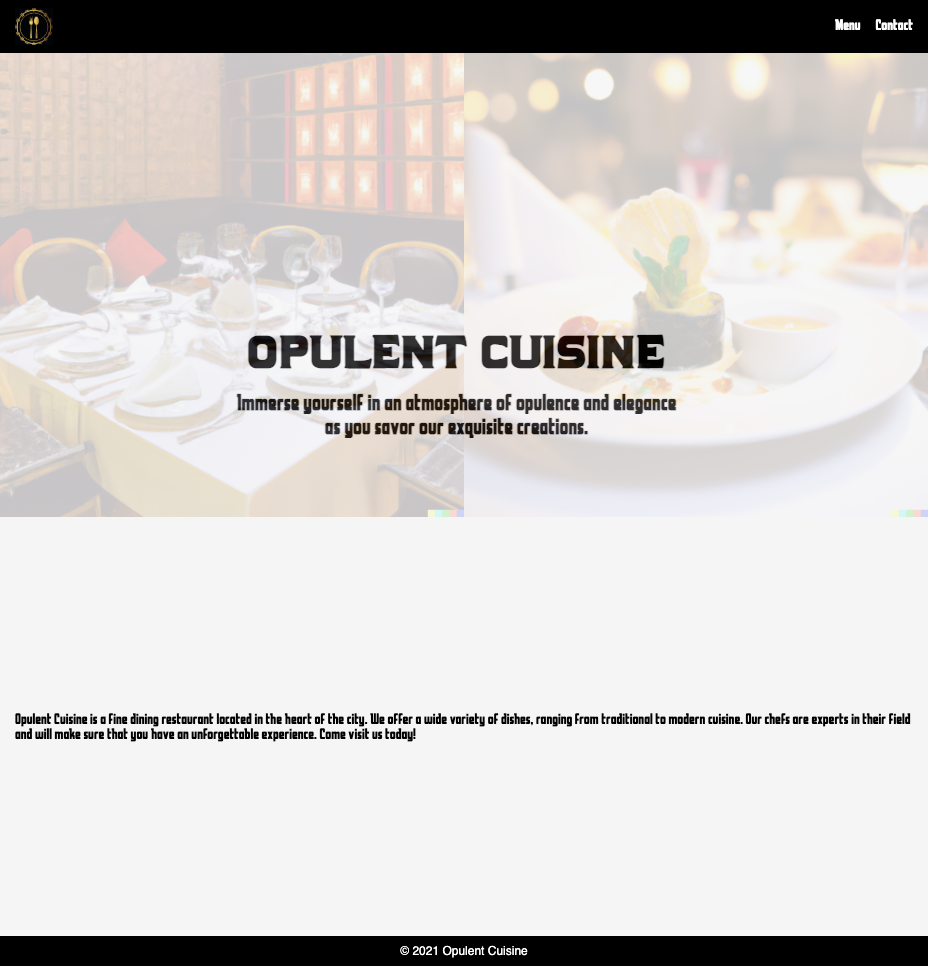 Menu Contact
OPULENT CUISINE
Immerse yourself in an atmosphere of opulence and elegance
as you savor our exquisite creations.
Opulent Cuisine is a fine dining restaurant located in the heart of the city. We offer a wide variety of dishes, ranging from traditional to modern cuisine. Our chefs are experts in their field
and will make sure that you have an unforgettable experience. Come visit us today!
© 2021 Opulent Cuisine